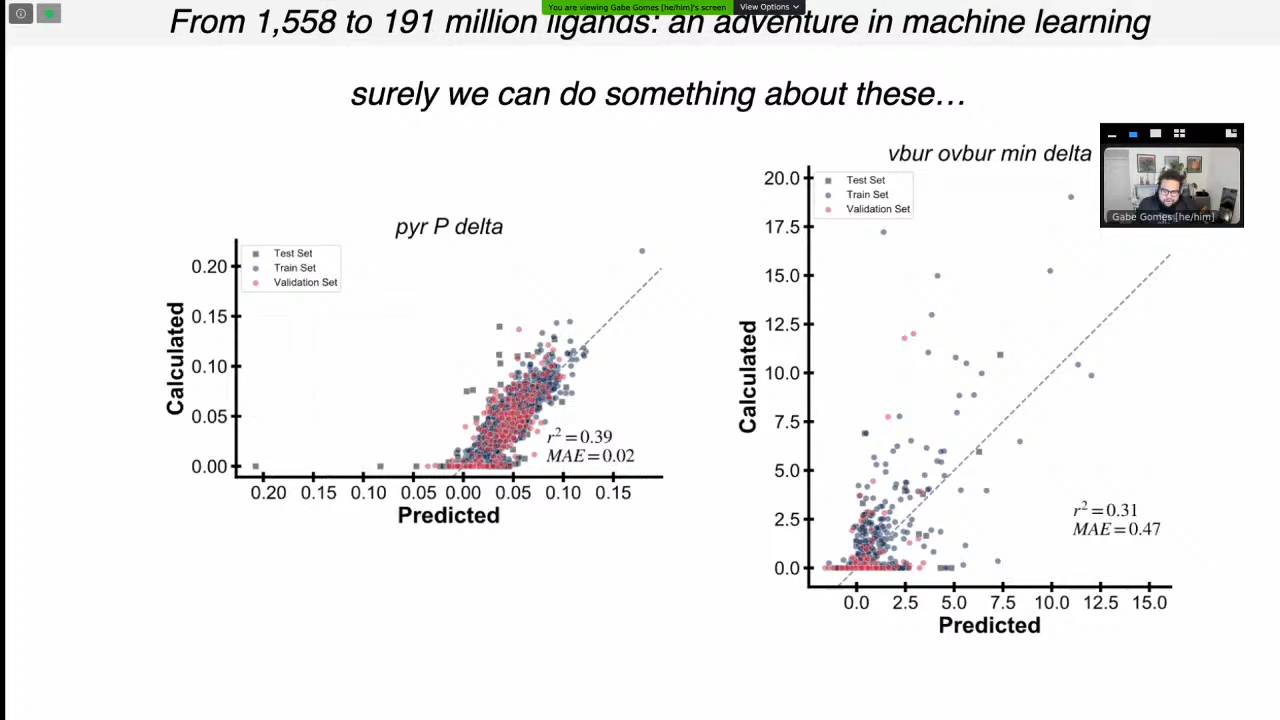 You are viewing Gabe Gomes [he/him]'s screen
View Options
From 1,558 to 191 million ligands: an adventure in machine learning
surely we can do something about these…
pyr P delta
Test Set
Train Set
Validation Set
Calculated
0.20
0.15
0.10
0.05
0.00
r² = 0.39
MAE = 0.02
0.20 0.15 0.10 0.05 0.00 0.05 0.10 0.15
Predicted
vbur ovbur min delta
Test Set
Train Set
Validation Set
Calculated
20.0
17.5
15.0
12.5
10.0
7.5
5.0
2.5
0.0
r² = 0.31
MAE = 0.47
0.0 2.5 5.0 7.5 10.0 12.5 15.0
Predicted
Gabe Gomes [he/him]